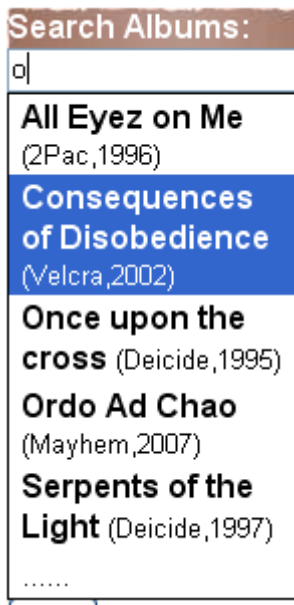 Search Albums:
o
All Eyez on Me
(2Pac,1996)
Consequences
of Disobedience
(Velcra,2002)
Once upon the
cross (Deicide,1995)
Ordo Ad Chao
(Mayhem,2007)
Serpents of the
Light (Deicide,1997)
......